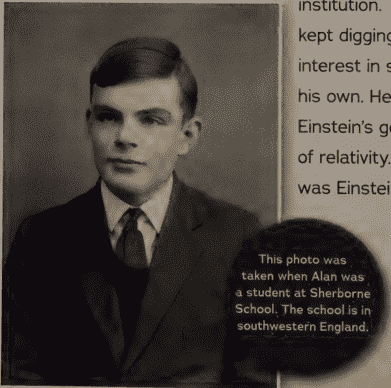 institution.
kept digging
interest in
his own. He
Einstein's
of relativity.
was
This photo was
taken when Alan was
a student at Sherborne
School. The school is in
southwestern England.